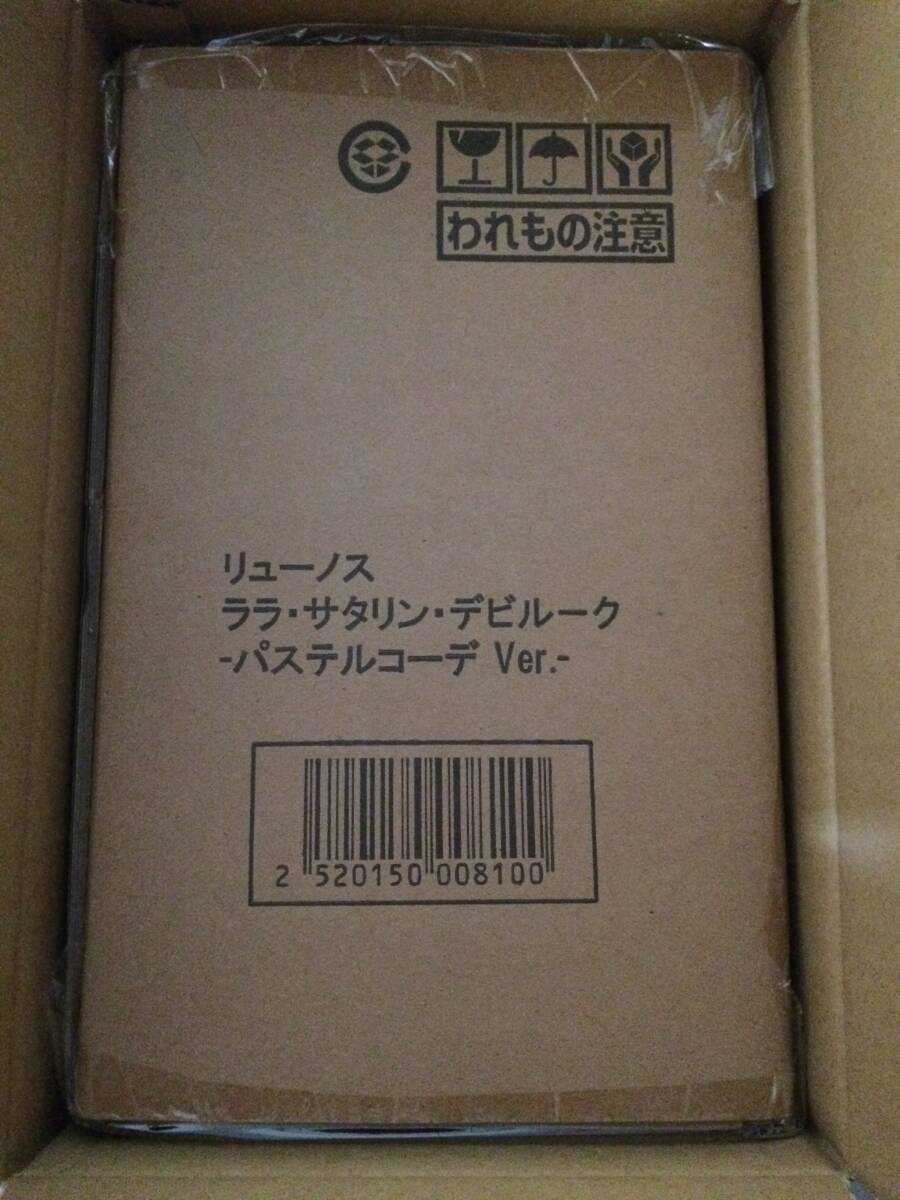 われもの注意
リューノス
ララ・サタリン・デビルーク
-パステルコーデ Ver.-
2 520150 008100